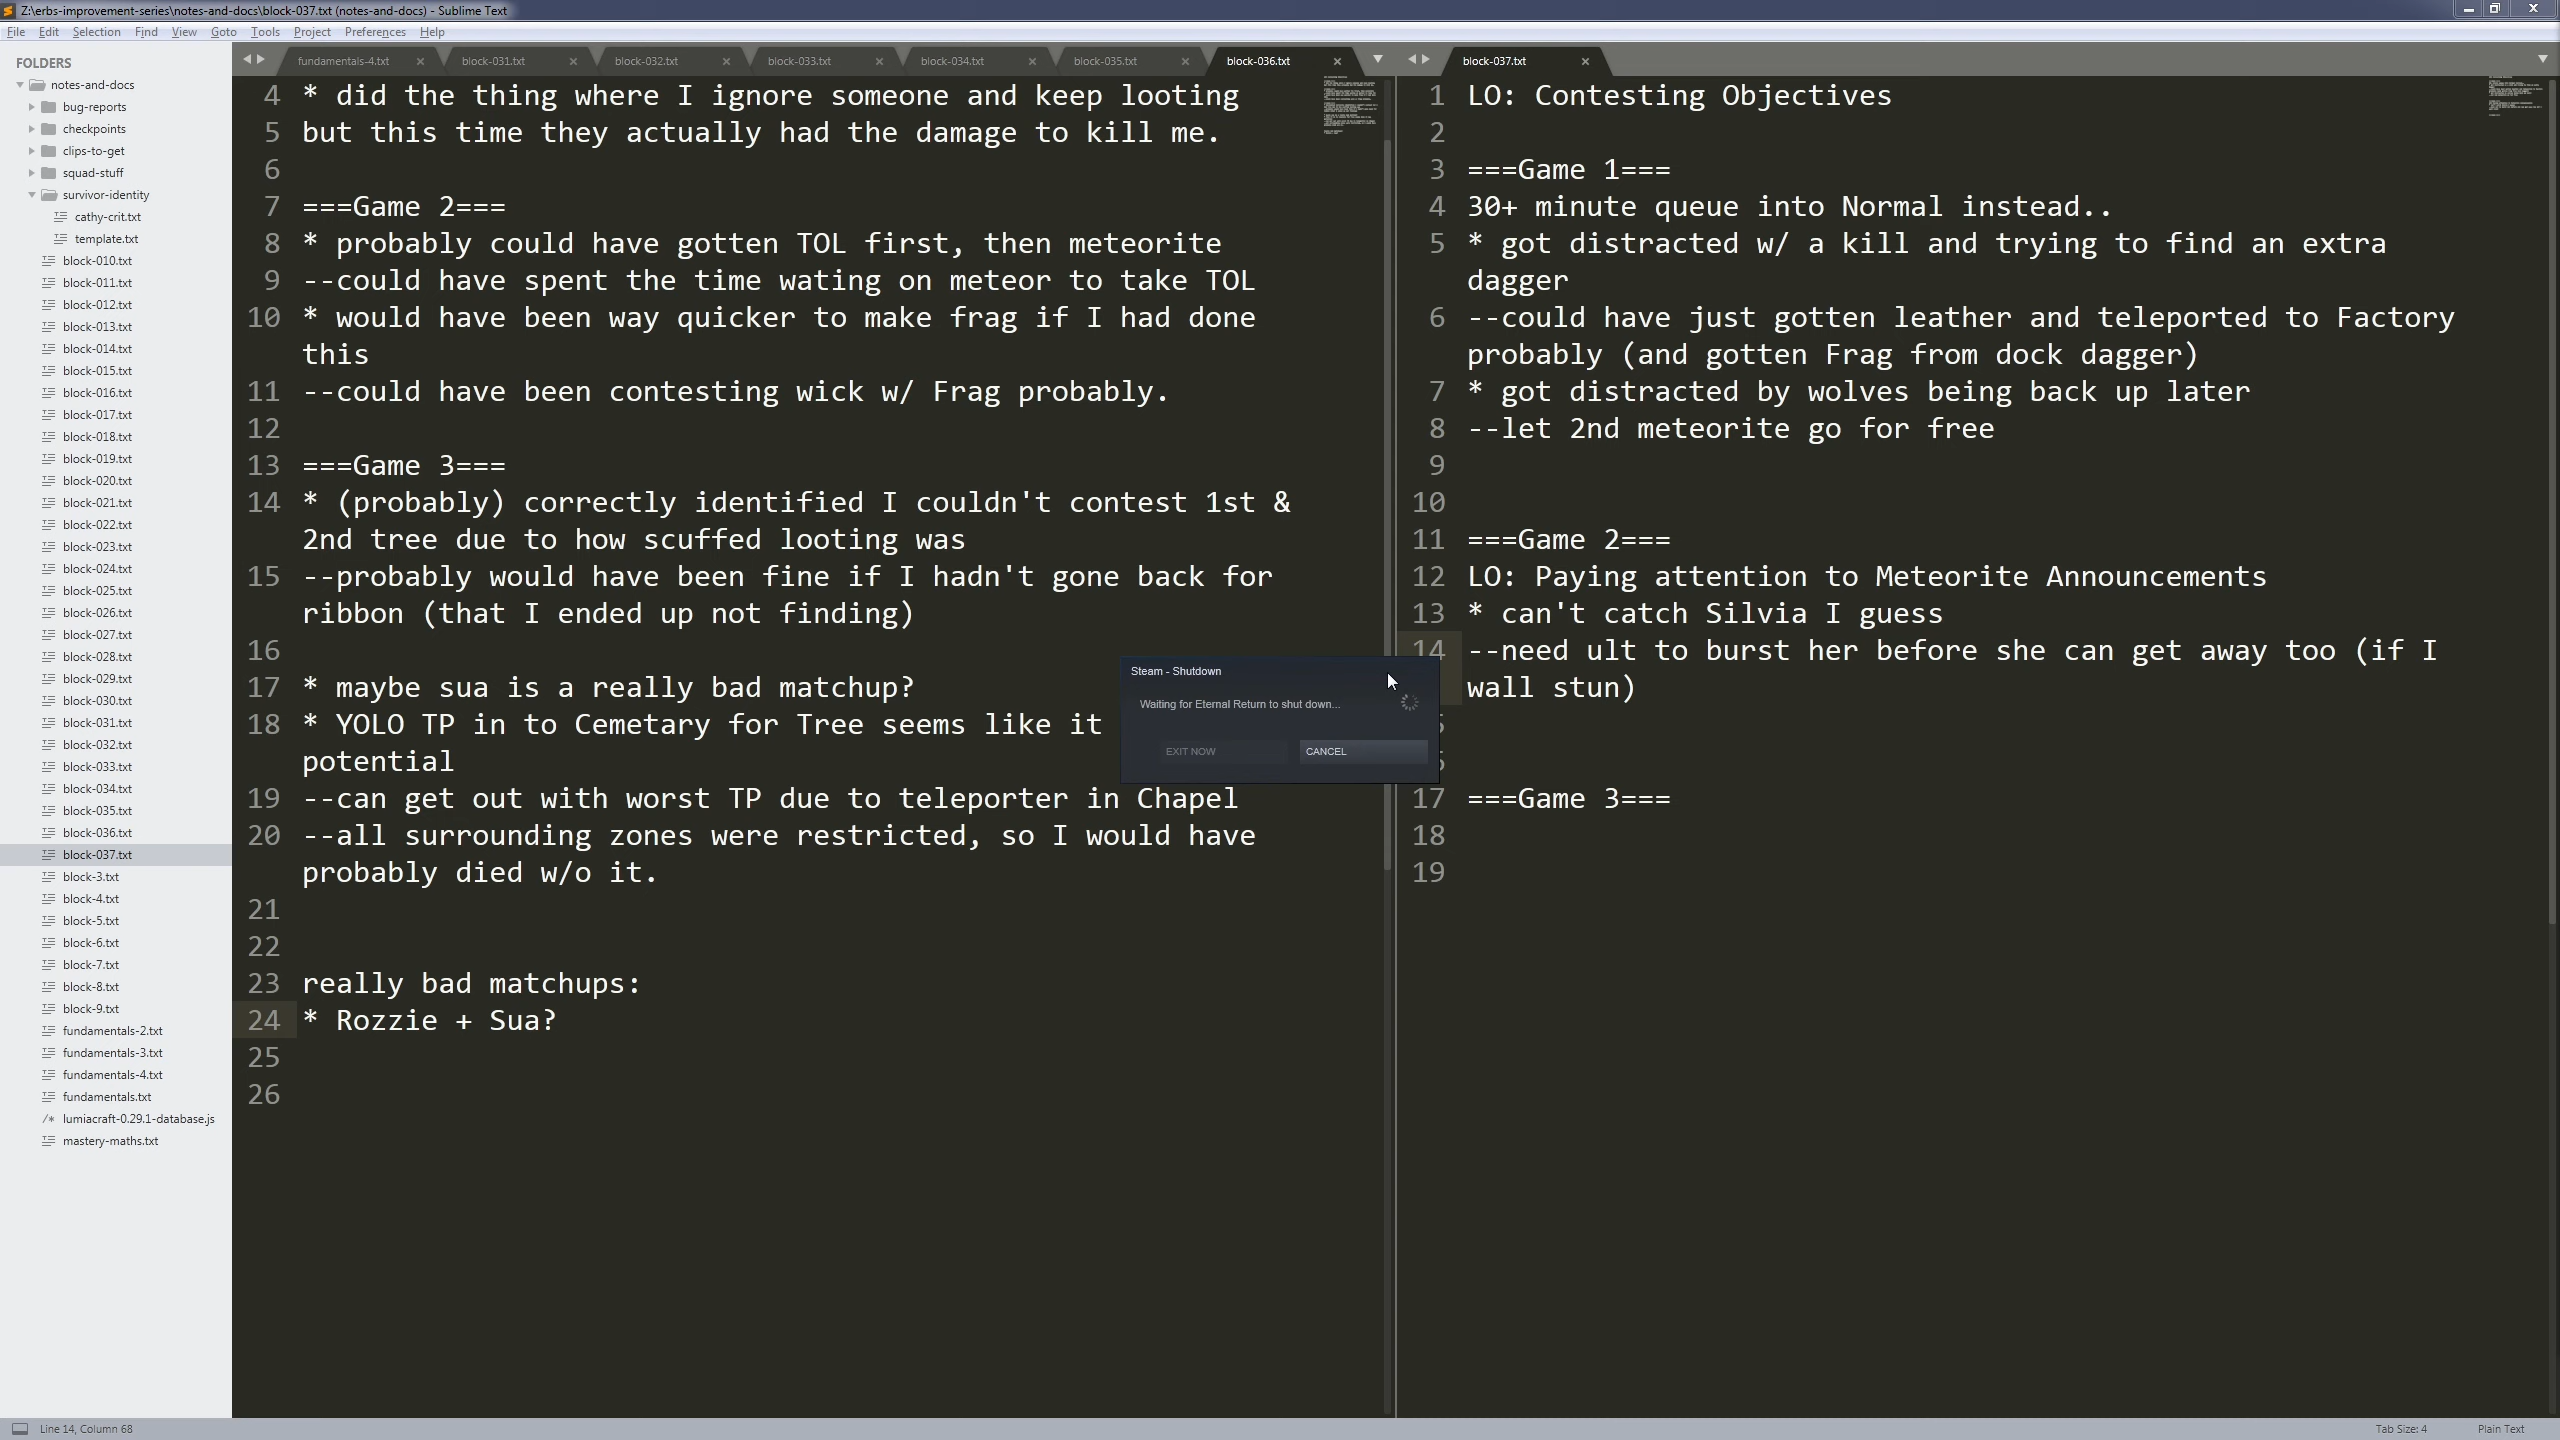 Z:\erbs-improvement-series\notes-and-docs\block-037.txt (notes-and-docs) - Sublime Text
File Edit Selection Find View Goto Tools Project Preferences Help
FOLDERS
notes-and-docs
bug-reports
checkpoints
clips-to-get
squad-stuff
survivor-identity
cathy-crit.txt
template.txt
block-010.txt
block-011.txt
block-012.txt
block-013.txt
block-014.txt
block-015.txt
block-016.txt
block-017.txt
block-018.txt
block-019.txt
block-020.txt
block-021.txt
block-022.txt
block-023.txt
block-024.txt
block-025.txt
block-026.txt
block-027.txt
block-028.txt
block-029.txt
block-030.txt
block-031.txt
block-032.txt
block-033.txt
block-034.txt
block-035.txt
block-036.txt
block-037.txt
block-3.txt
block-4.txt
block-5.txt
block-6.txt
block-7.txt
block-8.txt
block-9.txt
fundamentals-2.txt
fundamentals-3.txt
fundamentals-4.txt
fundamentals.txt
/* lumiacraft-0.29.1-database.js
mastery-maths.txt
fundamentals-4.txt block-031.txt block-032.txt block-033.txt block-034.txt block-035.txt block-036.txt
4 * did the thing where I ignore someone and keep looting
5 but this time they actually had the damage to kill me.
6
7 ===Game 2===
8 * probably could have gotten TOL first, then meteorite
9 --could have spent the time wating on meteor to take TOL
10 * would have been way quicker to make frag if I had done
this
11 --could have been contesting wick w/ Frag probably.
12
13 ===Game 3===
14 * (probably) correctly identified I couldn't contest 1st &
2nd tree due to how scuffed looting was
15 --probably would have been fine if I hadn't gone back for
ribbon (that I ended up not finding)
16
17 * maybe sua is a really bad matchup?
18 * YOLO TP in to Cemetary for Tree seems like it
potential
19 --can get out with worst TP due to teleporter in Chapel
20 --all surrounding zones were restricted, so I would have
probably died w/o it.
21
22
23 really bad matchups:
24 * Rozzie + Sua?
25
26
block-037.txt
1 LO: Contesting Objectives
2
3 ===Game 1===
4 30+ minute queue into Normal instead..
5 * got distracted w/ a kill and trying to find an extra
dagger
6 --could have just gotten leather and teleported to Factory
probably (and gotten Frag from dock dagger)
7 * got distracted by wolves being back up later
8 --let 2nd meteorite go for free
9
10
11 ===Game 2===
12 LO: Paying attention to Meteorite Announcements
13 * can't catch Silvia I guess
14 --need ult to burst her before she can get away too (if I
wall stun)
17 ===Game 3===
18
19
Steam - Shutdown
Waiting for Eternal Return to shut down...
EXIT NOW CANCEL
Line 14, Column 68
Tab Size: 4 Plain Text